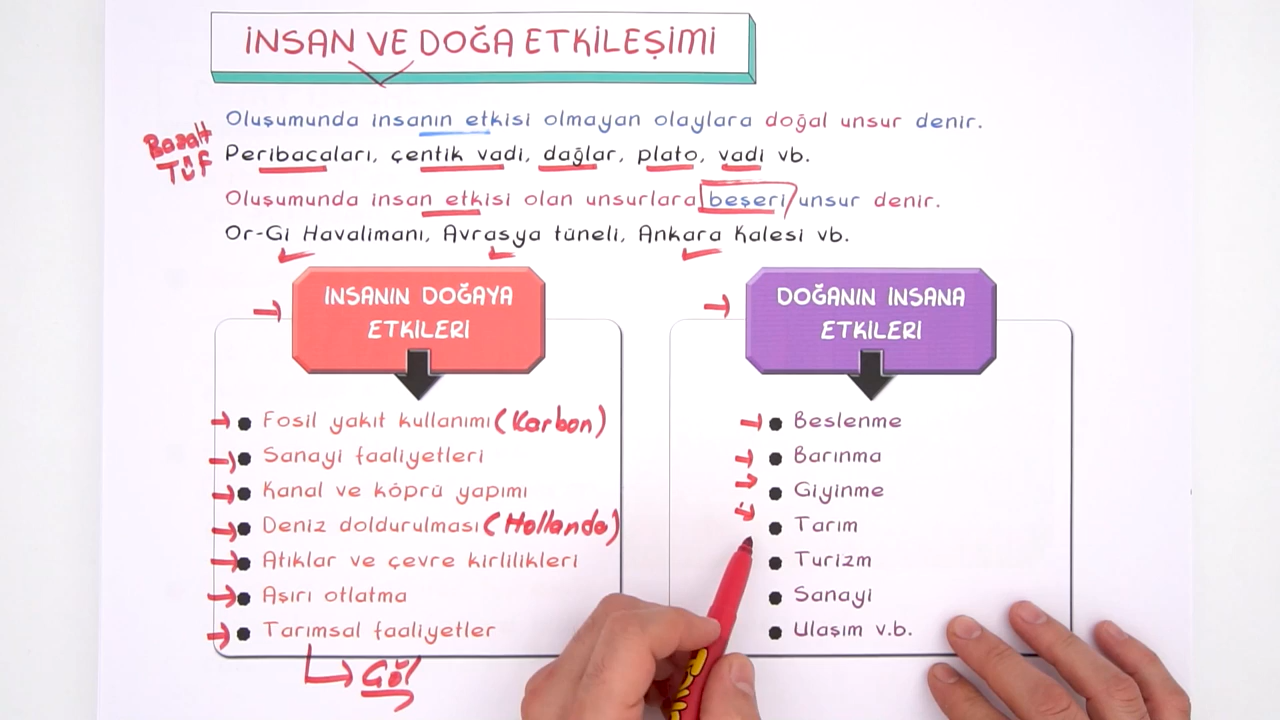 İNSAN VE DOĞA ETKİLEŞİMİ
Oluşumunda insanın etkisi olmayan olaylara doğal unsur denir.
Bazalt
Tüf
Peribacaları, çentik vadi, dağlar, plato, vadi vb.
Oluşumunda insan etkisi olan unsurlara beşeri unsur denir.
Or-Gi Havalimanı, Avrasya tüneli, Ankara Kalesi vb.
İNSANIN DOĞAYA
ETKİLERİ
Fosil yakıt kullanımı (Karbon)
Sanayi faaliyetleri
Kanal ve köprü yapımı
Deniz doldurulması (Hollanda)
Atıklar ve çevre kirlilikleri
Aşırı otlatma
Tarımsal faaliyetler
Göl
DOĞANIN İNSANA
ETKİLERİ
Beslenme
Barınma
Giyinme
Tarım
Turizm
Sanayi
Ulaşım v.b.